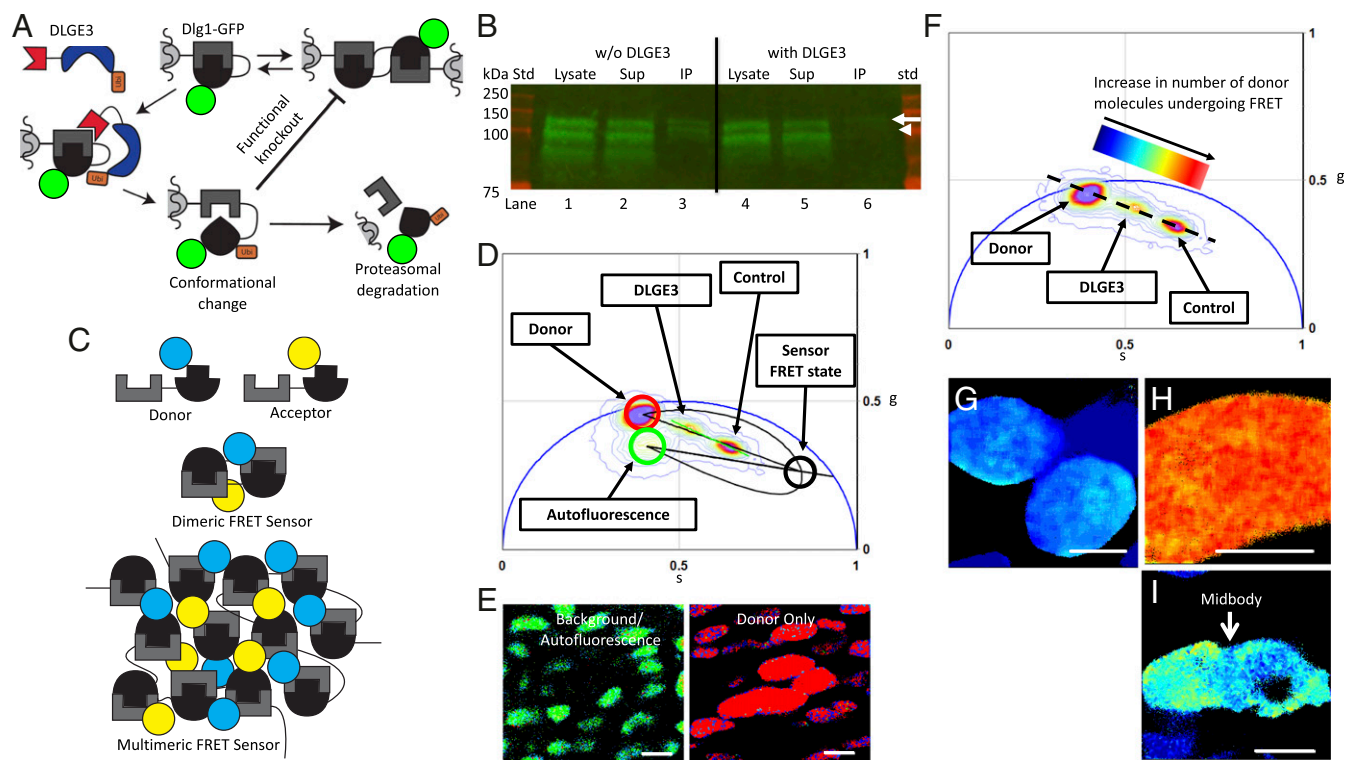 A
DLGE3
Dlg1-GFP
Ubi
Ubi
Functional
knockout
Ubi
Ubi
Conformational
change
Proteasomal
degradation
B
w/o DLGE3
with DLGE3
kDa Std Lysate Sup IP Lysate Sup IP std
250
150
100
75
Lane 1 2 3 4 5 6
C
Donor
Acceptor
Dimeric FRET Sensor
Multimeric FRET Sensor
D
1
DLGE3
Control
Donor
Sensor
FRET state
0.5 g
Autofluorescence
0
0 0.5 1
s
E
Background/
Autofluorescence
Donor Only
F
1
Increase in number of donor
molecules undergoing FRET
0.5 g
Donor
DLGE3
Control
0
0 0.5 1
s
G
H
I
Midbody